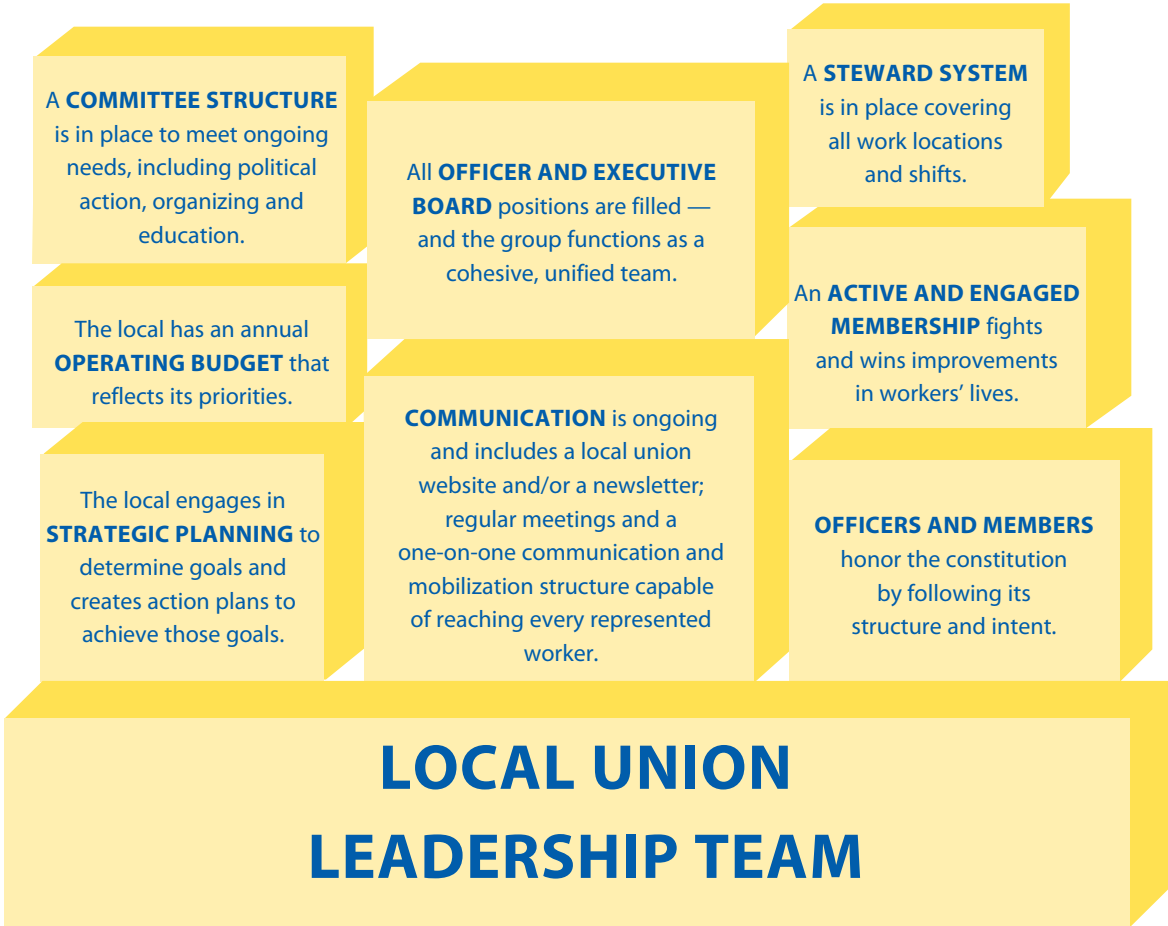 A COMMITTEE STRUCTURE
is in place to meet ongoing
needs, including political
action, organizing and
education.
All OFFICER AND EXECUTIVE
BOARD positions are filled —
and the group functions as a
cohesive, unified team.
A STEWARD SYSTEM
is in place covering
all work locations
and shifts.
The local has an annual
OPERATING BUDGET that
reflects its priorities.
An ACTIVE AND ENGAGED
MEMBERSHIP fights
and wins improvements
in workers’ lives.
The local engages in
STRATEGIC PLANNING to
determine goals and
creates action plans to
achieve those goals.
COMMUNICATION is ongoing
and includes a local union
website and/or a newsletter;
regular meetings and a
one-on-one communication and
mobilization structure capable
of reaching every represented
worker.
OFFICERS AND MEMBERS
honor the constitution
by following its
structure and intent.
LOCAL UNION
LEADERSHIP TEAM